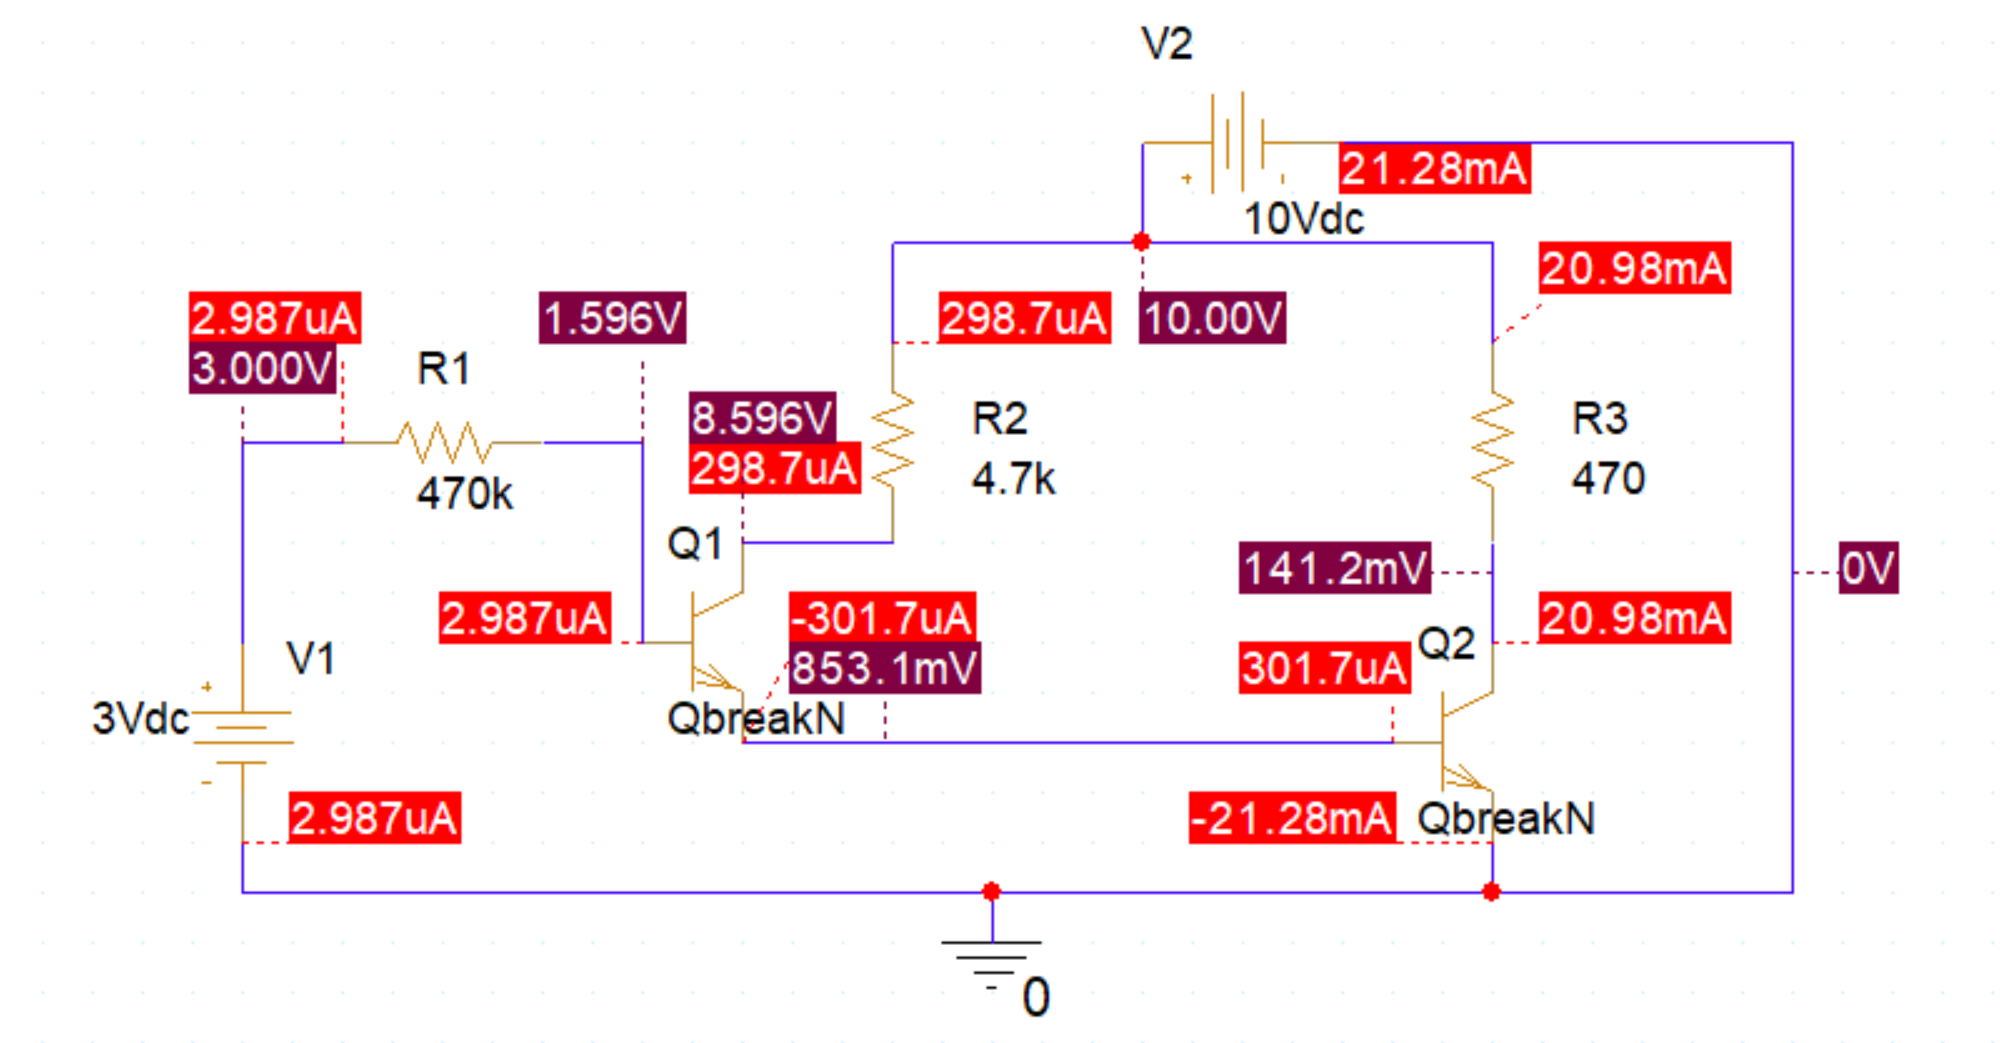 V2
+
-
21.28mA
10Vdc
20.98mA
2.987uA
1.596V
298.7uA
10.00V
3.000V
R1
470k
8.596V
298.7uA
R2
4.7k
R3
470
Q1
141.2mV
0V
2.987uA
-301.7uA
853.1mV
20.98mA
Q2
301.7uA
V1
+
3Vdc
-
QbreakN
2.987uA
-21.28mA
QbreakN
0